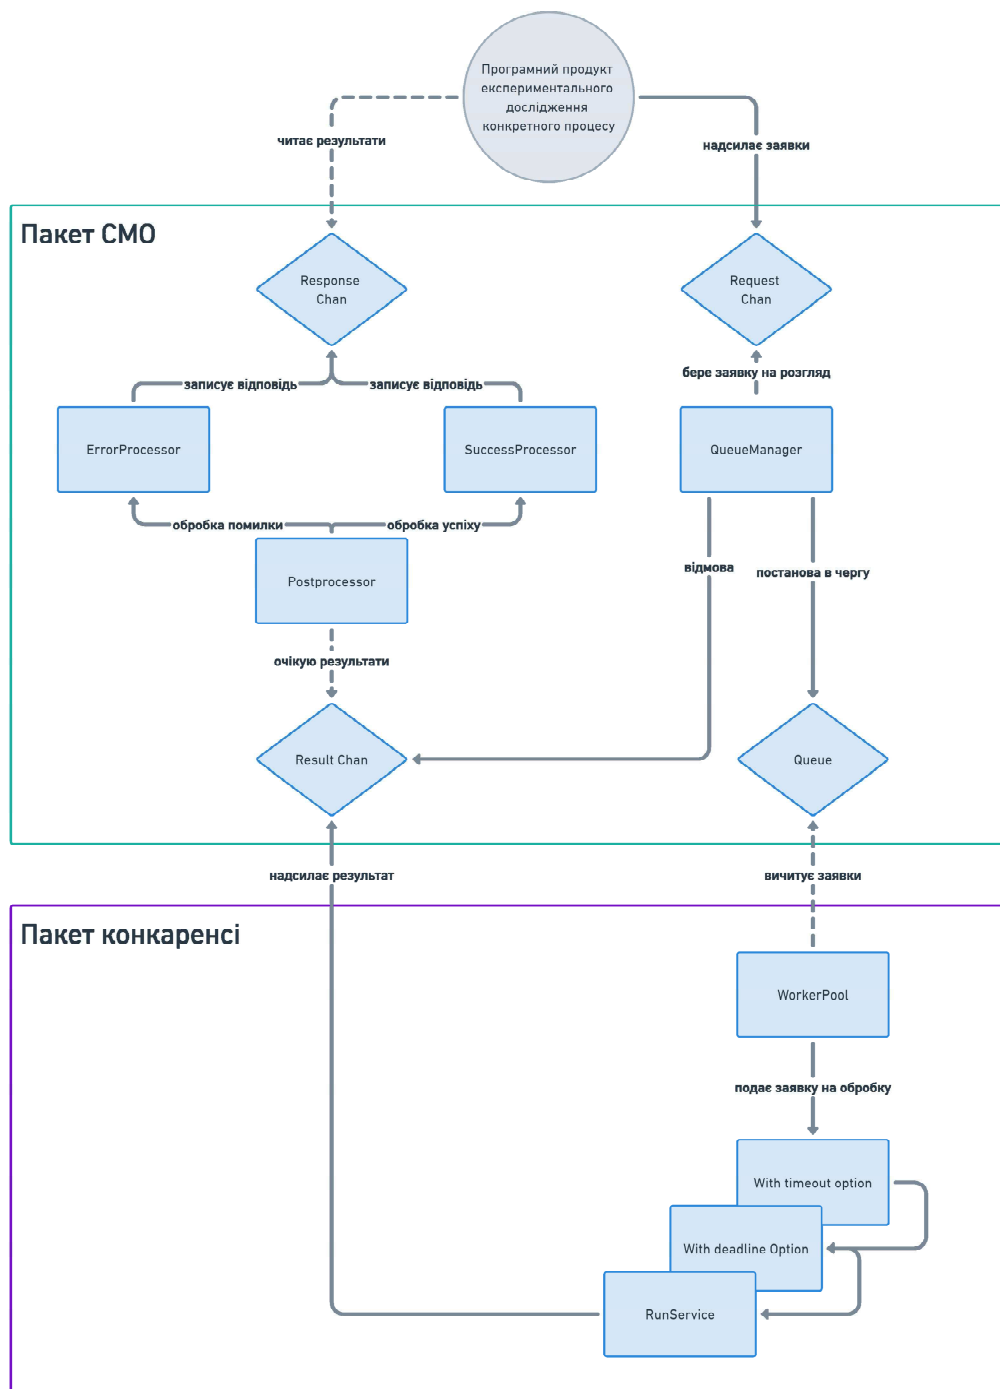 Програмний продукт
експериментального
дослідження
конкретного процесу
читає результати
надсилає заявки
Пакет СМО
Response
Chan
Request
Chan
бере заявку на розгляд
записує відповідь
записує відповідь
ErrorProcessor
SuccessProcessor
QueueManager
обробка помилки
обробка успіху
відмова
постанова в чергу
Postprocessor
очікую результати
Result Chan
Queue
надсилає результат
вичитує заявки
Пакет конкаренсі
WorkerPool
подає заявку на обробку
With timeout option
With deadline Option
RunService